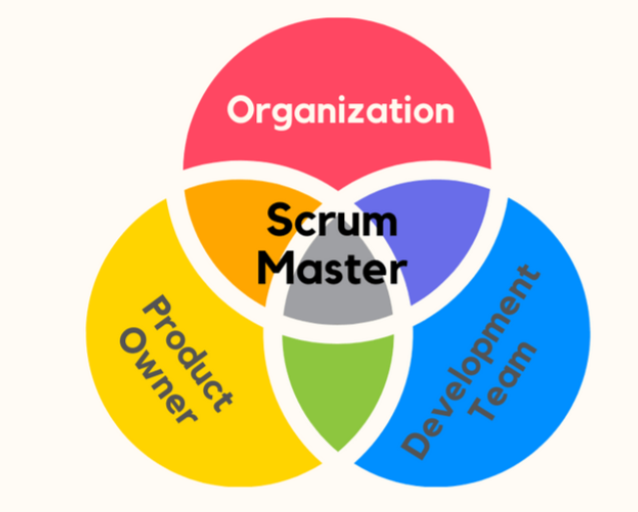 Organization
Scrum
Master
Product
Owner
Development
Team